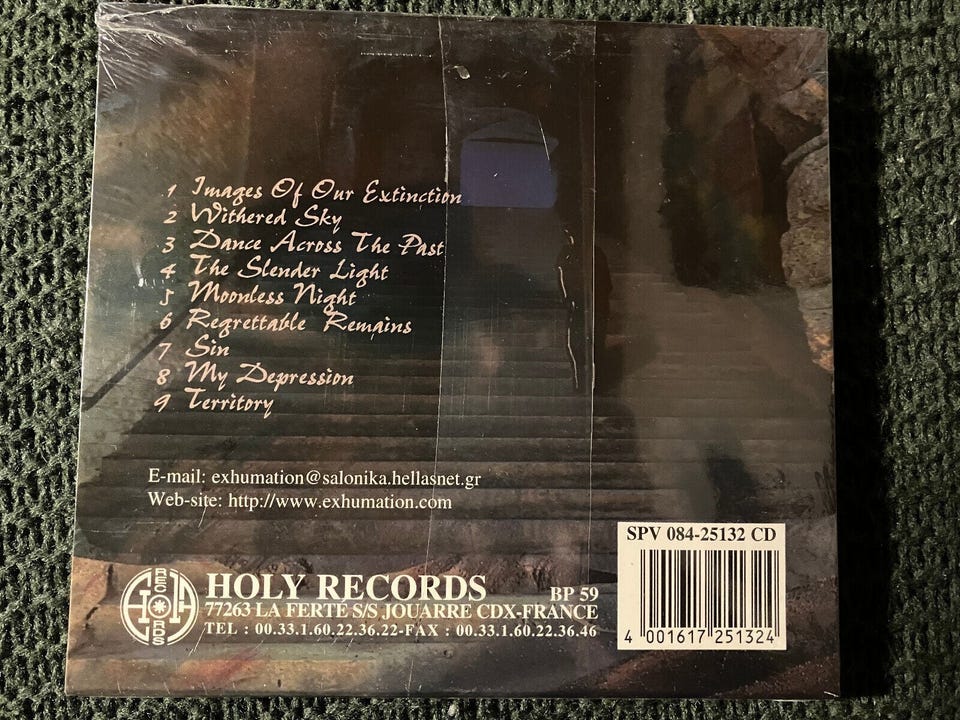 1 Images Of Our Extinction
2 Withered Sky
3 Dance Across The Past
4 The Slender Light
5 Moonless Night
6 Regrettable Remains
7 Sin
8 My Depression
9 Territory
E-mail: exhumation@salonika.hellasnet.gr
Web-site: http://www.exhumation.com
SPV 084-25132 CD
4 001617 251324
HOLY RECORDS
HOLY RECORDS BP 59
77263 LA FERTÉ S/S JOUARRE CDX-FRANCE
TEL : 00.33.1.60.22.36.22-FAX : 00.33.1.60.22.36.46